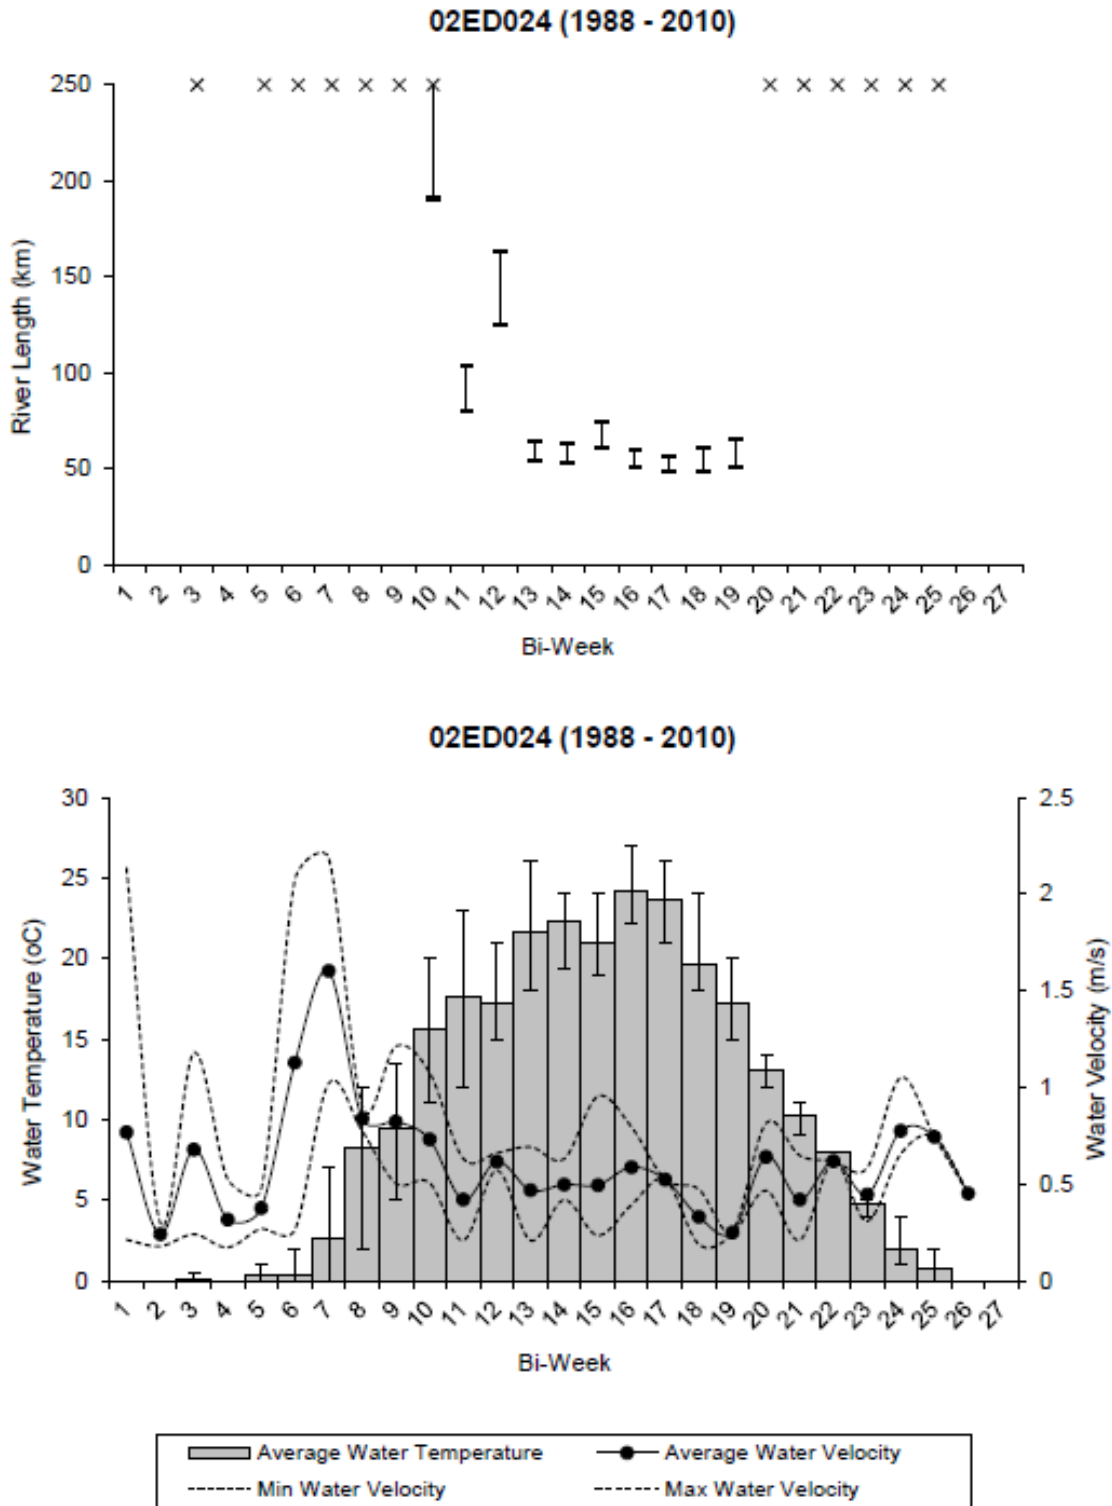 02ED024 (1988 - 2010)
250
200
150
100
50
0
River Length (km)
1 2 3 4 5 6 7 8 9 10 11 12 13 14 15 16 17 18 19 20 21 22 23 24 25 26 27
Bi-Week
02ED024 (1988 - 2010)
30
25
20
15
10
5
0
Water Temperature (oC)
2.5
2
1.5
1
0.5
0
Water Velocity (m/s)
1 2 3 4 5 6 7 8 9 10 11 12 13 14 15 16 17 18 19 20 21 22 23 24 25 26 27
Bi-Week
Average Water Temperature
Average Water Velocity
Min Water Velocity
Max Water Velocity